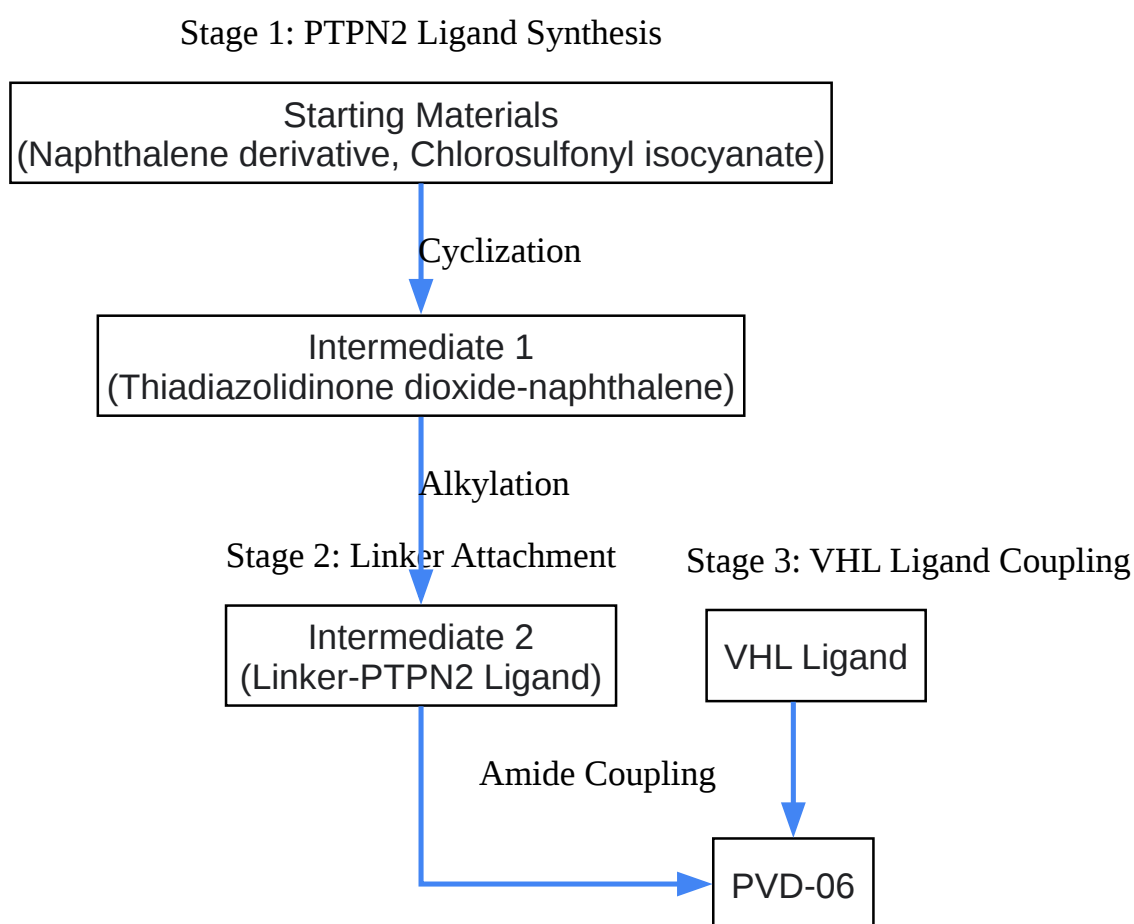 Stage 1: PTPN2 Ligand Synthesis
Starting Materials
(Naphthalene derivative, Chlorosulfonyl isocyanate)
Cyclization
Intermediate 1
(Thiadiazolidinone dioxide-naphthalene)
Alkylation
Stage 2: Linker Attachment
Stage 3: VHL Ligand Coupling
Intermediate 2
(Linker-PTPN2 Ligand)
VHL Ligand
Amide Coupling
PVD-06